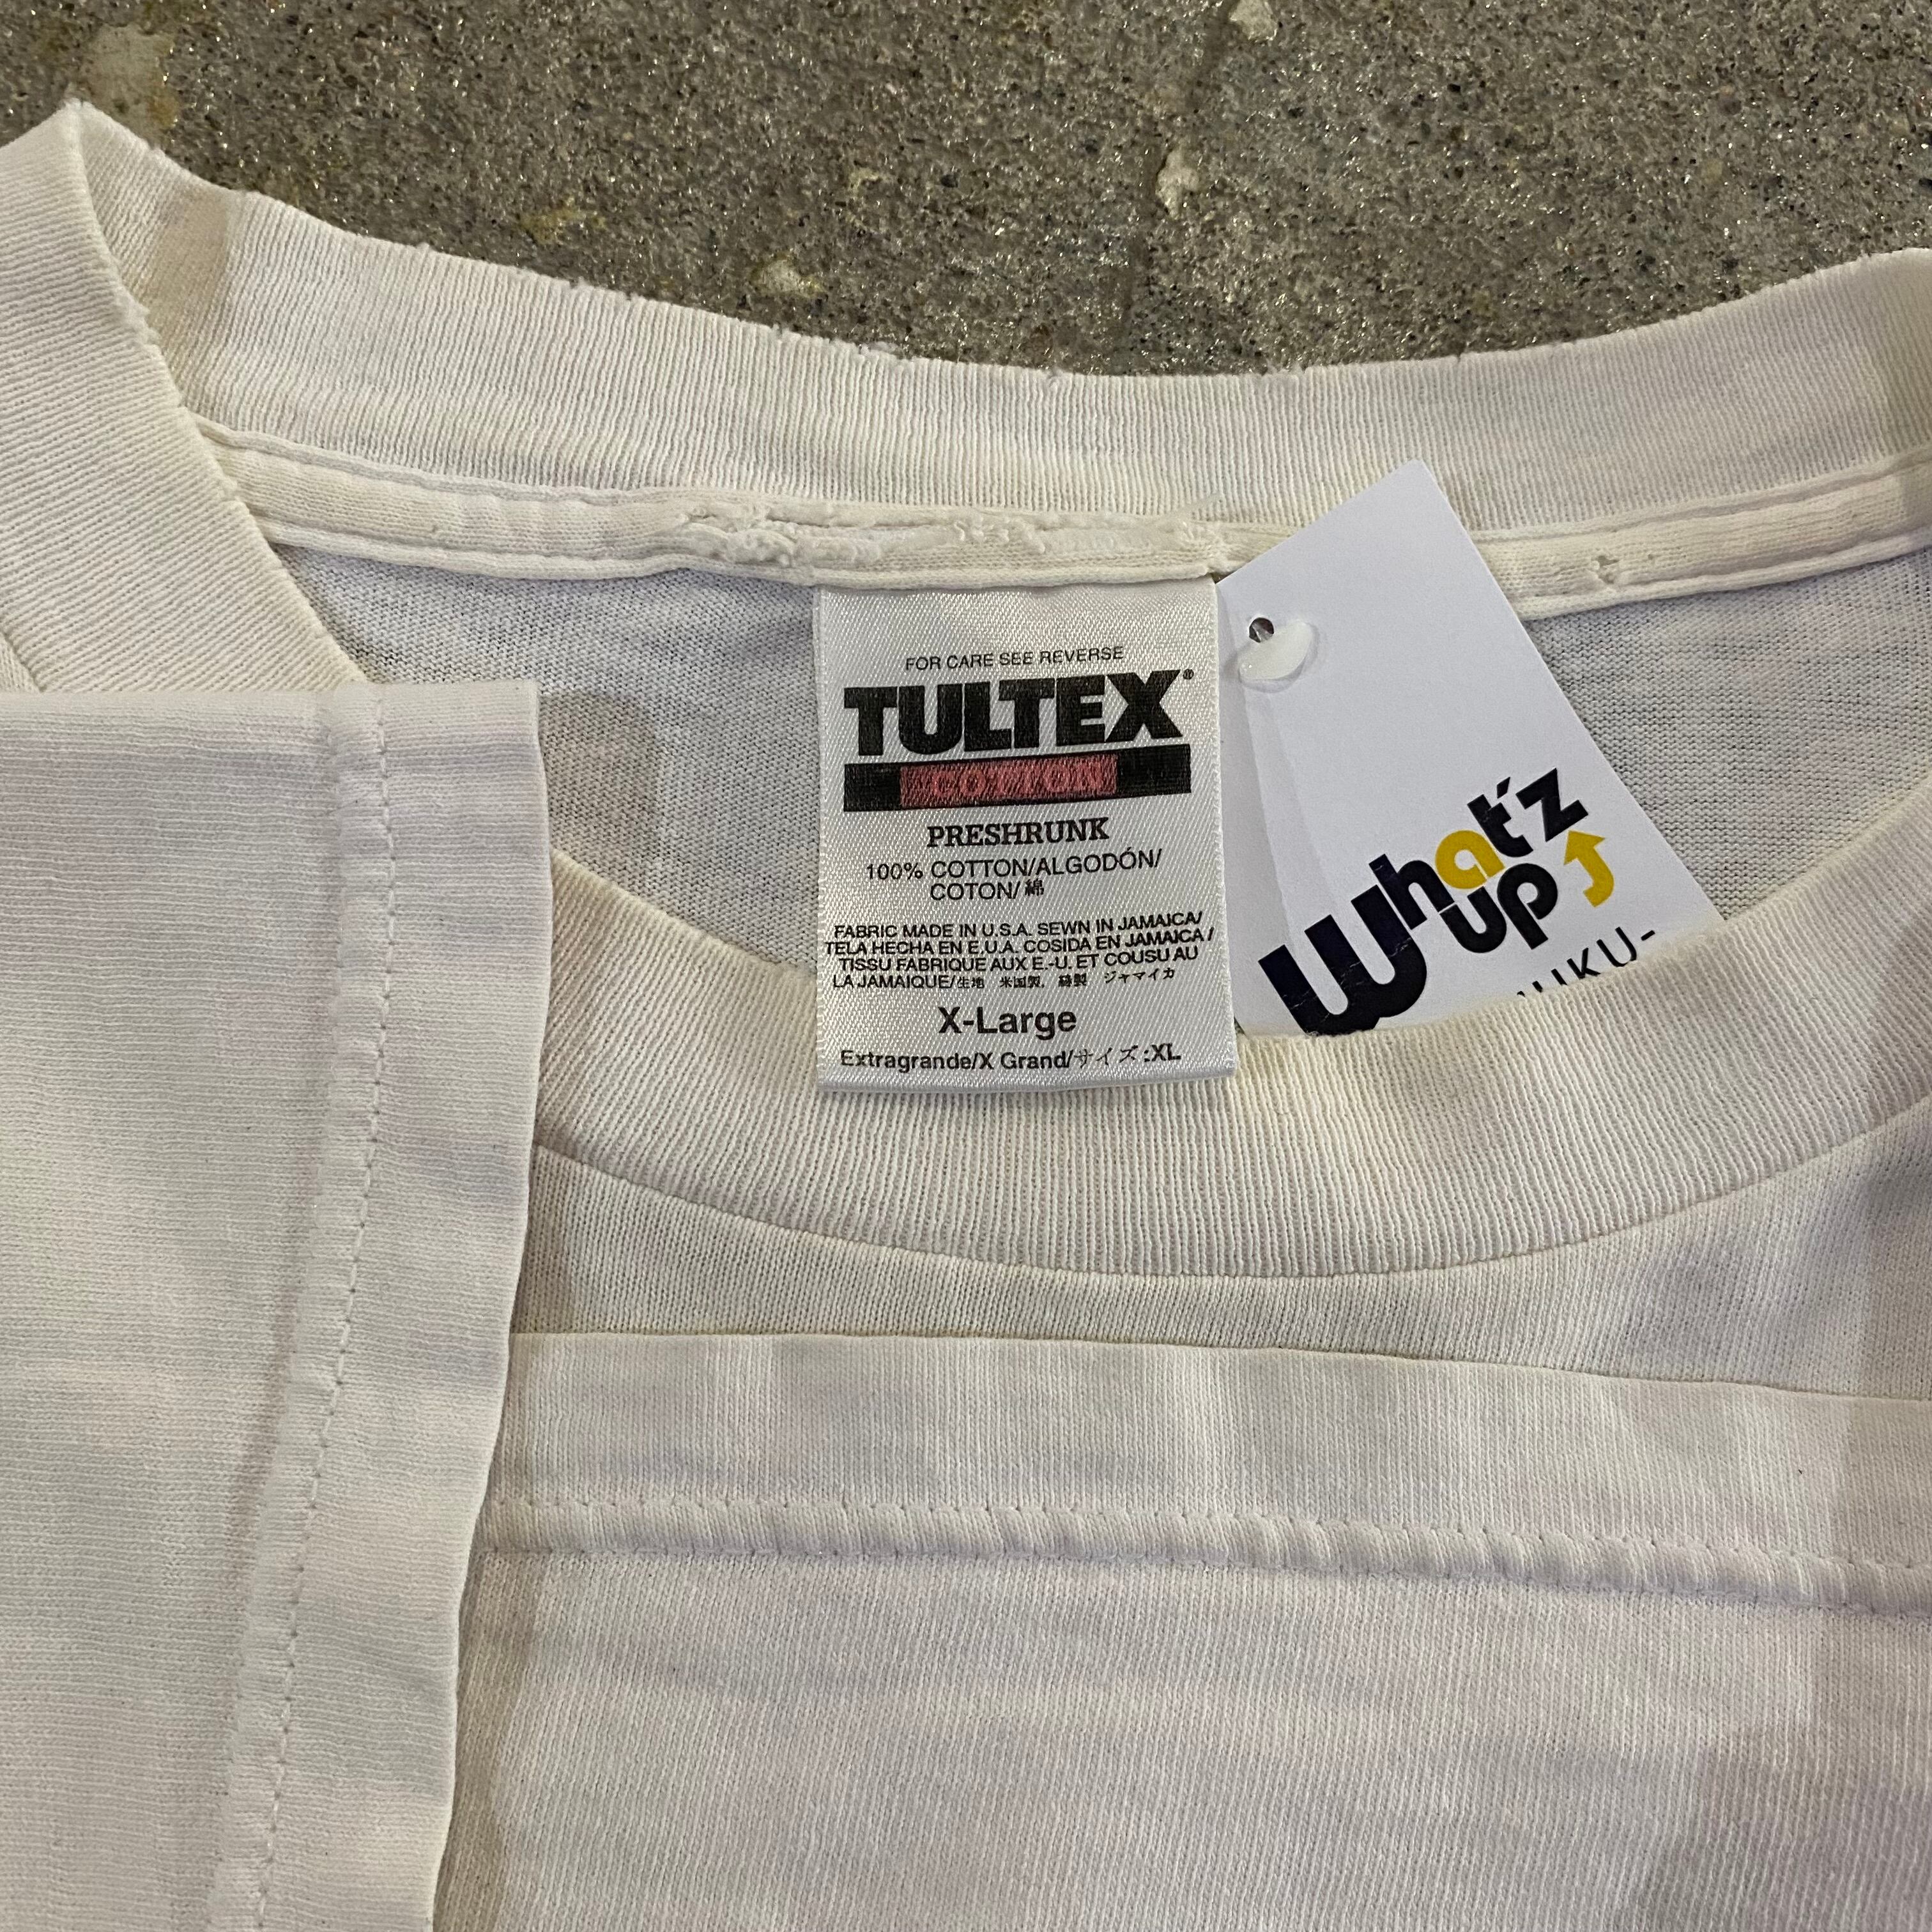 FOR CARE SEE REVERSE
TULTEX®
COTTON
PRESHRUNK
100% COTTON/ALGODÓN/
COTON/綿
FABRIC MADE IN U.S.A. SEWN IN JAMAICA/
TELA HECHA EN E.U.A. COSIDA EN JAMAICA/
TISSU FABRIQUE AUX E.-U. ET COUSU AU
LA JAMAIQUE/生地 米国製, 縫製 ジャマイカ
X-Large
Extragrande/X Grand/サイズ:XL
What'z
up